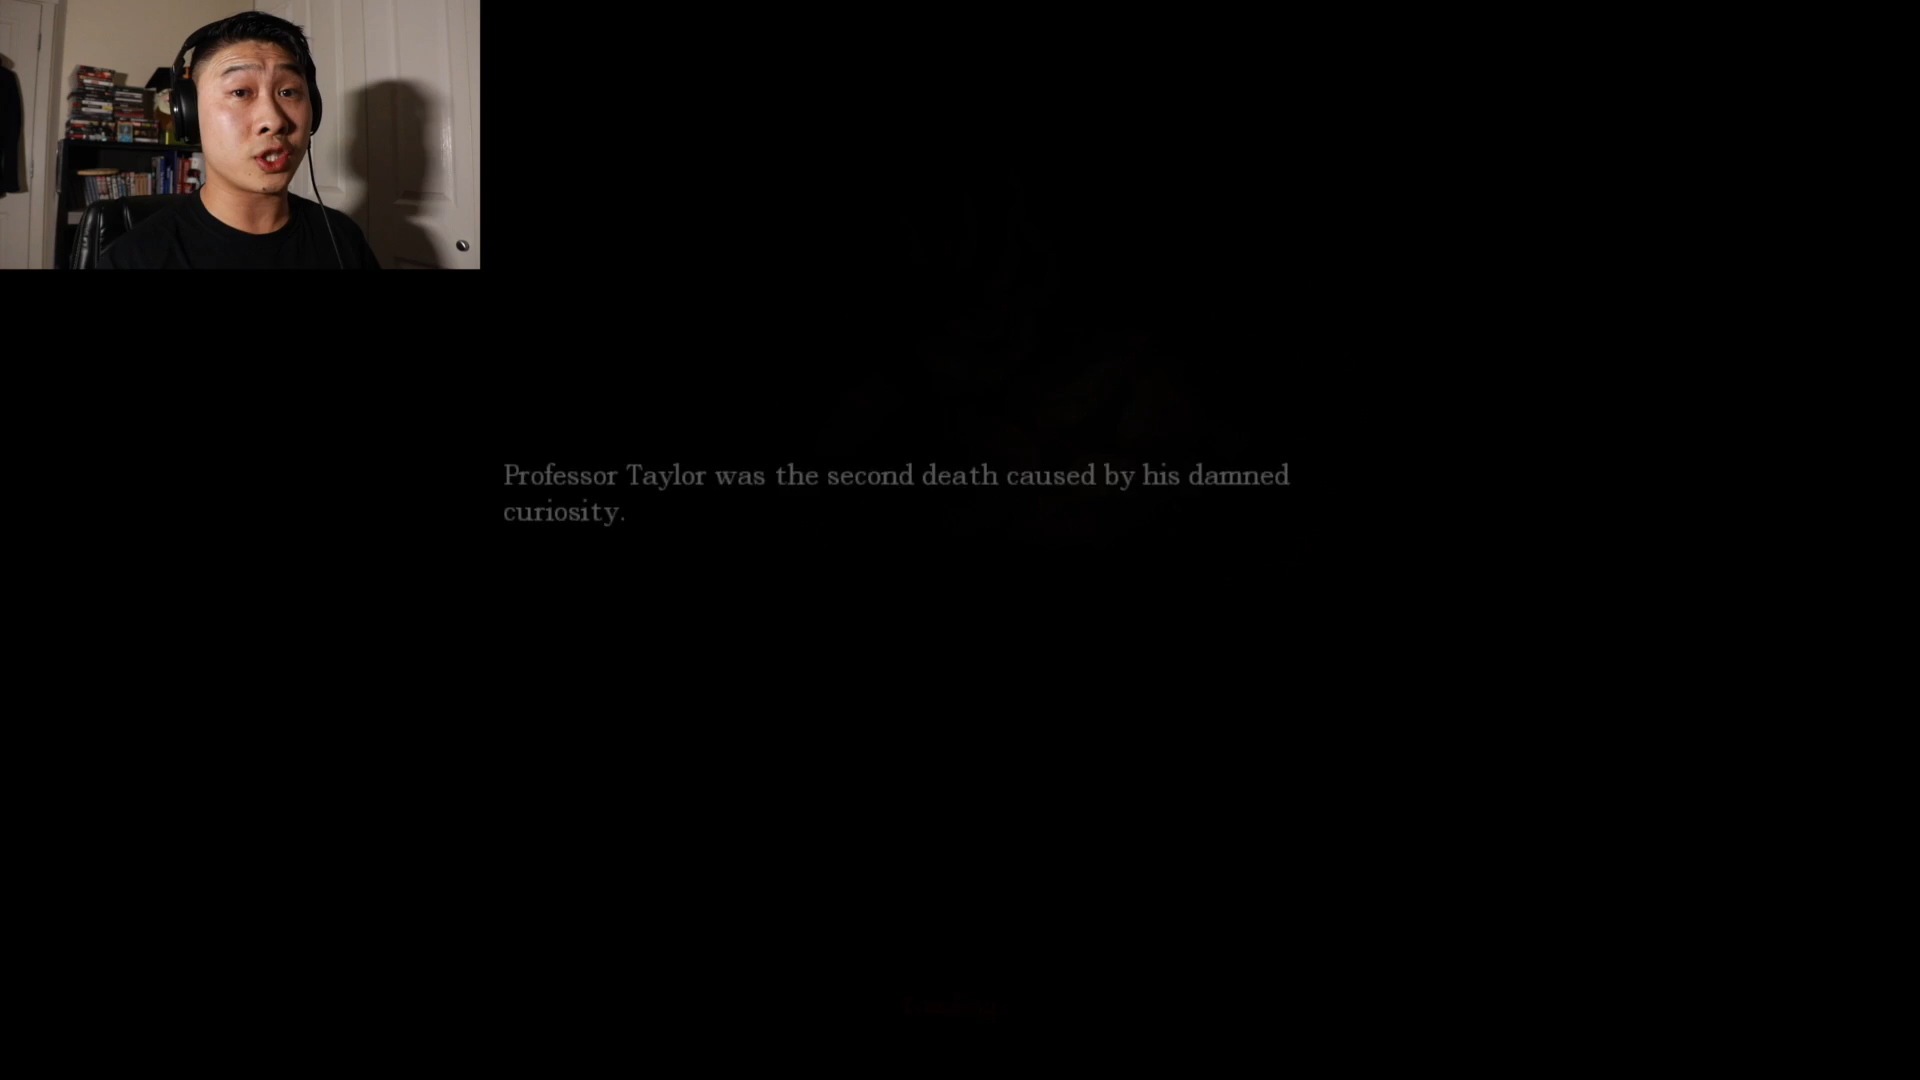 Professor Taylor was the second death caused by his damned
curiosity.